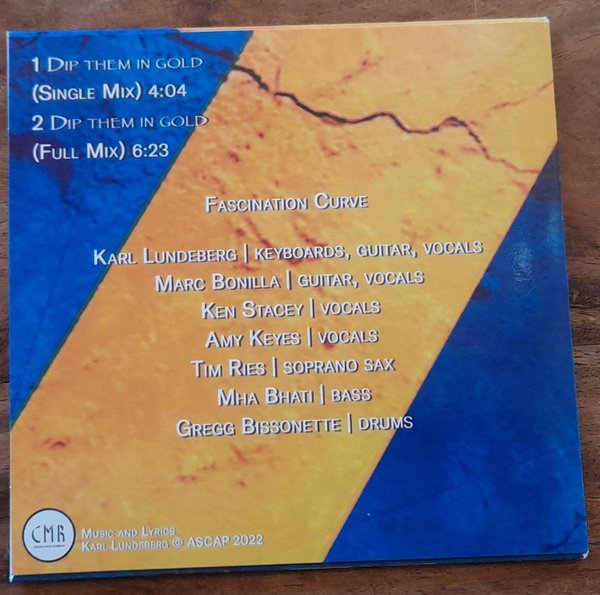 1 Dip them in gold
(Single Mix) 4:04
2 Dip them in gold
(Full Mix) 6:23
Fascination Curve
Karl Lundeberg | keyboards, guitar, vocals
Marc Bonilla | guitar, vocals
Ken Stacey | vocals
Amy Keyes | vocals
Tim Ries | soprano sax
Mha Bhati | bass
Gregg Bissonette | drums
CMR
Music and Lyrics
Karl Lundeberg © ASCAP 2022